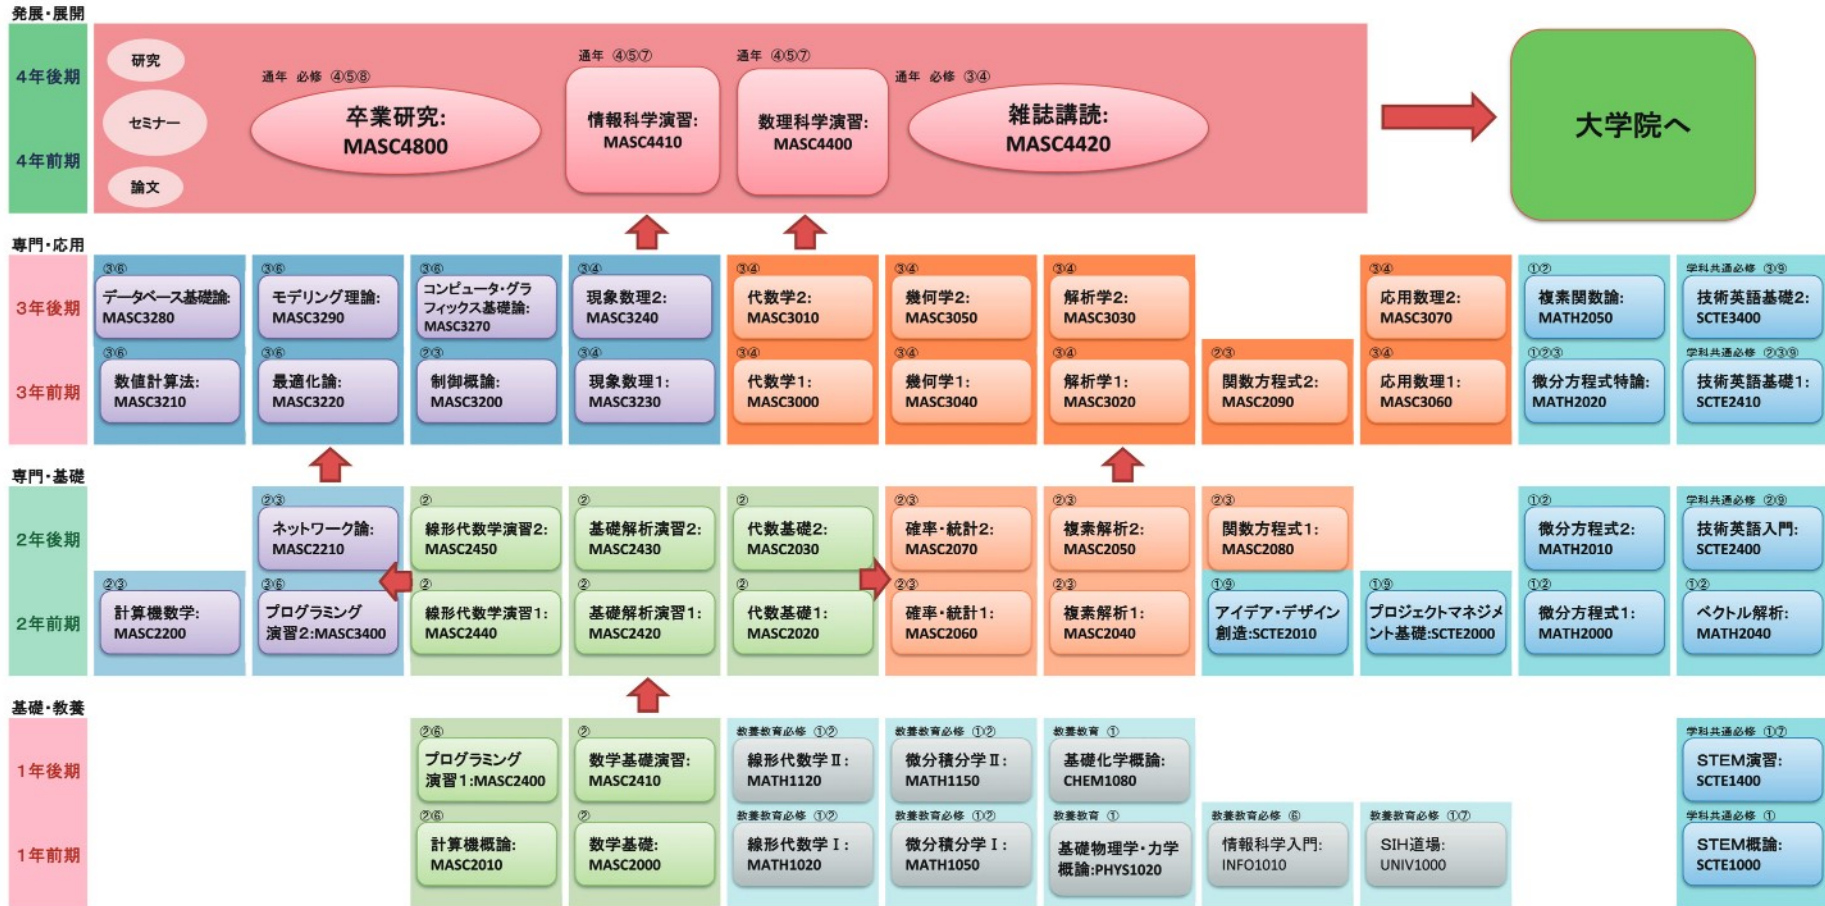 発展・展開
4年後期
4年前期
研究
セミナー
論文
通年 必修 ④⑤⑧
卒業研究:
MASC4800
通年 ④⑤⑦
情報科学演習:
MASC4410
通年 ④⑤⑦
数理科学演習:
MASC4400
通年 必修 ③④
雑誌講読:
MASC4420
大学院へ
専門・応用
3年後期
③⑥
データベース基礎論:
MASC3280
③⑥
モデリング理論:
MASC3290
③⑥
コンピュータ・グラ
フィックス基礎論:
MASC3270
③④
現象数理2:
MASC3240
③④
代数学2:
MASC3010
③④
幾何学2:
MASC3050
③④
解析学2:
MASC3030
③④
応用数理2:
MASC3070
①②
複素関数論:
MATH2050
学科共通必修 ③⑨
技術英語基礎2:
SCTE3400
3年前期
③⑥
数値計算法:
MASC3210
③⑥
最適化論:
MASC3220
②③
制御概論:
MASC3200
③④
現象数理1:
MASC3230
③④
代数学1:
MASC3000
③④
幾何学1:
MASC3040
③④
解析学1:
MASC3020
②③
関数方程式2:
MASC2090
③④
応用数理1:
MASC3060
①②③
微分方程式特論:
MATH2020
学科共通必修 ②③⑨
技術英語基礎1:
SCTE2410
専門・基礎
2年後期
②③
ネットワーク論:
MASC2210
②
線形代数学演習2:
MASC2450
②
基礎解析演習2:
MASC2430
②
代数基礎2:
MASC2030
②③
確率・統計2:
MASC2070
②③
複素解析2:
MASC2050
②③
関数方程式1:
MASC2080
①②
微分方程式2:
MATH2010
学科共通必修 ②⑨
技術英語入門:
SCTE2400
2年前期
②③
計算機数学:
MASC2200
③⑥
プログラミング
演習2:MASC3400
②
線形代数学演習1:
MASC2440
②
基礎解析演習1:
MASC2420
②
代数基礎1:
MASC2020
②③
確率・統計1:
MASC2060
②③
複素解析1:
MASC2040
①⑨
アイデア・デザイン
創造:SCTE2010
①⑨
プロジェクトマネジメ
ント基礎:SCTE2000
①②
微分方程式1:
MATH2000
①②
ベクトル解析:
MATH2040
基礎・教養
1年後期
②⑥
プログラミング
演習1:MASC2400
②
数学基礎演習:
MASC2410
教養教育必修 ①②
線形代数学Ⅱ:
MATH1120
教養教育必修 ①②
微分積分学Ⅱ:
MATH1150
教養教育 ①
基礎化学概論:
CHEM1080
学科共通必修 ①⑦
STEM演習:
SCTE1400
1年前期
②⑥
計算機概論:
MASC2010
②
数学基礎:
MASC2000
教養教育必修 ①②
線形代数学Ⅰ:
MATH1020
教養教育必修 ①②
微分積分学Ⅰ:
MATH1050
教養教育 ①
基礎物理学・力学
概論:PHYS1020
教養教育必修 ⑥
情報科学入門:
INFO1010
教養教育必修 ①⑦
SIH道場:
UNIV1000
学科共通必修 ①
STEM概論:
SCTE1000